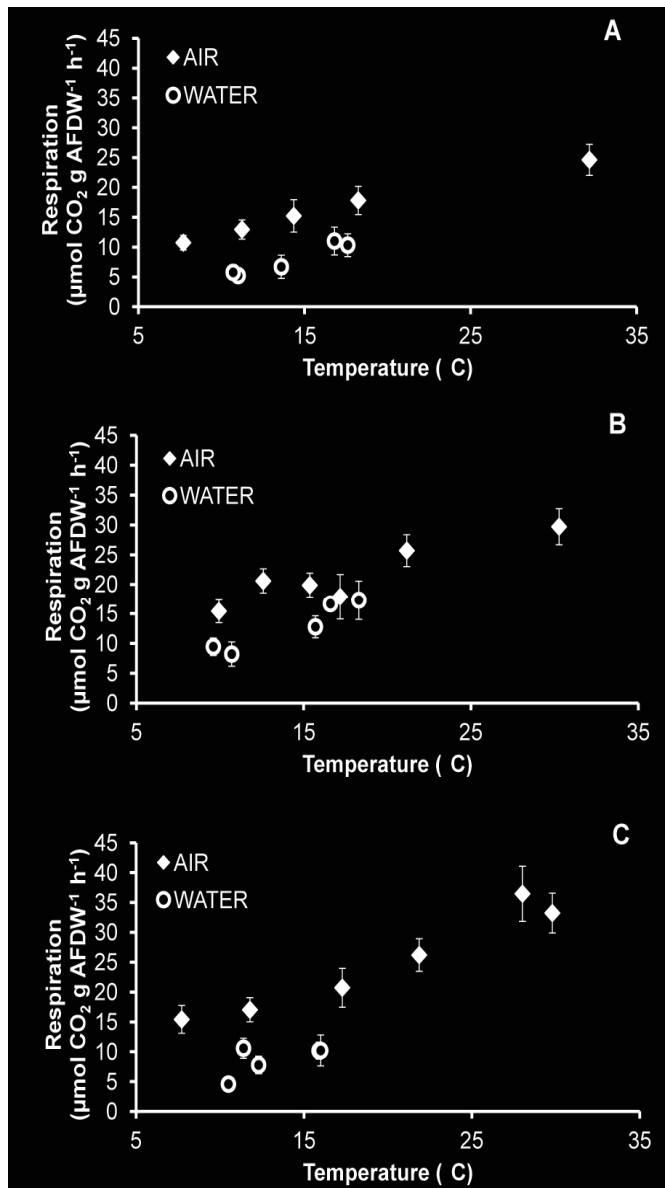 A
45
40
35
30
25
20
15
10
5
0
AIR
WATER
Respiration
(µmol CO₂ g AFDW⁻¹ h⁻¹)
5 15 25 35
Temperature ( C)
B
45
40
35
30
25
20
15
10
5
0
AIR
WATER
Respiration
(µmol CO₂ g AFDW⁻¹ h⁻¹)
5 15 25 35
Temperature ( C)
C
45
40
35
30
25
20
15
10
5
0
AIR
WATER
Respiration
(µmol CO₂ g AFDW⁻¹ h⁻¹)
5 15 25 35
Temperature ( C)